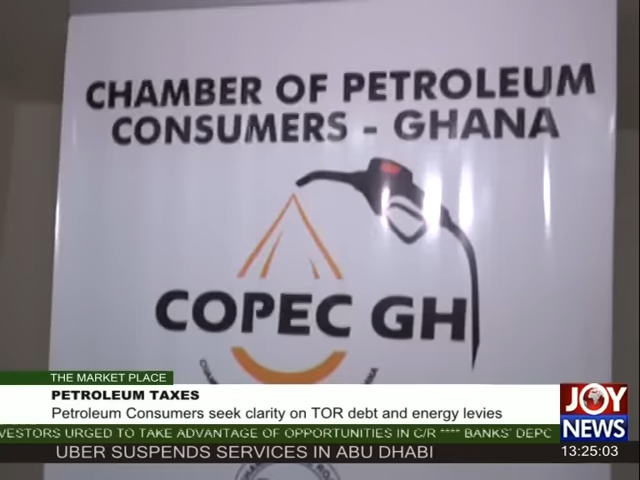 CHAMBER OF PETROLEUM
CONSUMERS - GHANA
COPEC GH
THE MARKET PLACE
PETROLEUM TAXES
Petroleum Consumers seek clarity on TOR debt and energy levies
VESTORS URGED TO TAKE ADVANTAGE OF OPPORTUNITIES IN C/R **** BANKS' DEPO
UBER SUSPENDS SERVICES IN ABU DHABI
JOY
NEWS
13:25:03